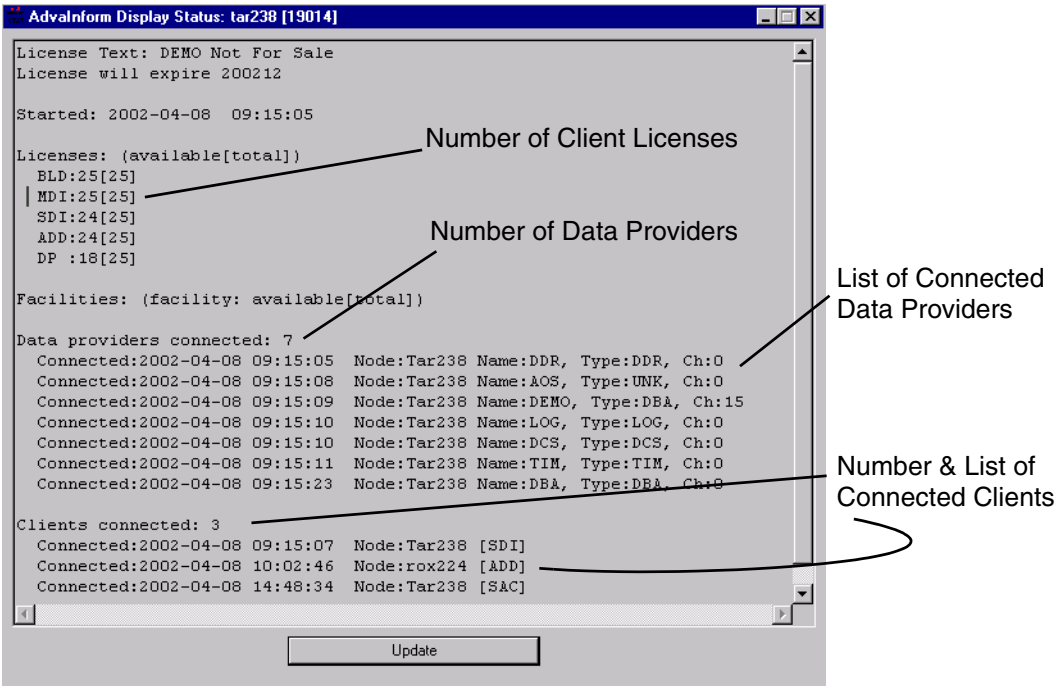 AdvaInform Display Status: tar238 [19014]
License Text: DEMO Not For Sale
License will expire 200212
Started: 2002-04-08  09:15:05
Number of Client Licenses
Licenses: (available[total])
BLD:25[25]
MDI:25[25]
SDI:24[25]
ADD:24[25]
DP :18[25]
Number of Data Providers
List of Connected
Data Providers
Facilities: (facility: available[total])
Data providers connected: 7
Connected:2002-04-08 09:15:05  Node:Tar238 Name:DDR, Type:DDR, Ch:0
Connected:2002-04-08 09:15:08  Node:Tar238 Name:AOS, Type:UNK, Ch:0
Connected:2002-04-08 09:15:09  Node:Tar238 Name:DEMO, Type:DBA, Ch:15
Connected:2002-04-08 09:15:10  Node:Tar238 Name:LOG, Type:LOG, Ch:0
Connected:2002-04-08 09:15:10  Node:Tar238 Name:DCS, Type:DCS, Ch:0
Connected:2002-04-08 09:15:11  Node:Tar238 Name:TIM, Type:TIM, Ch:0
Connected:2002-04-08 09:15:23  Node:Tar238 Name:DBA, Type:DBA, Ch:0
Number & List of
Connected Clients
Clients connected: 3
Connected:2002-04-08 09:15:07  Node:Tar238 [SDI]
Connected:2002-04-08 10:02:46  Node:rox224 [ADD]
Connected:2002-04-08 14:48:34  Node:Tar238 [SAC]
Update